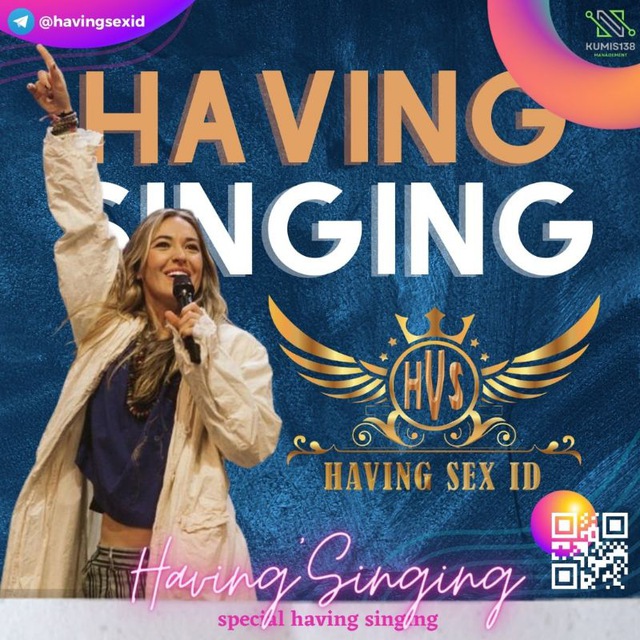 @havingsexid
KUMIS138
MANAGEMENT
HAVING
SINGING
HVS
HAVING SEX ID
Having'Singing
special having singing